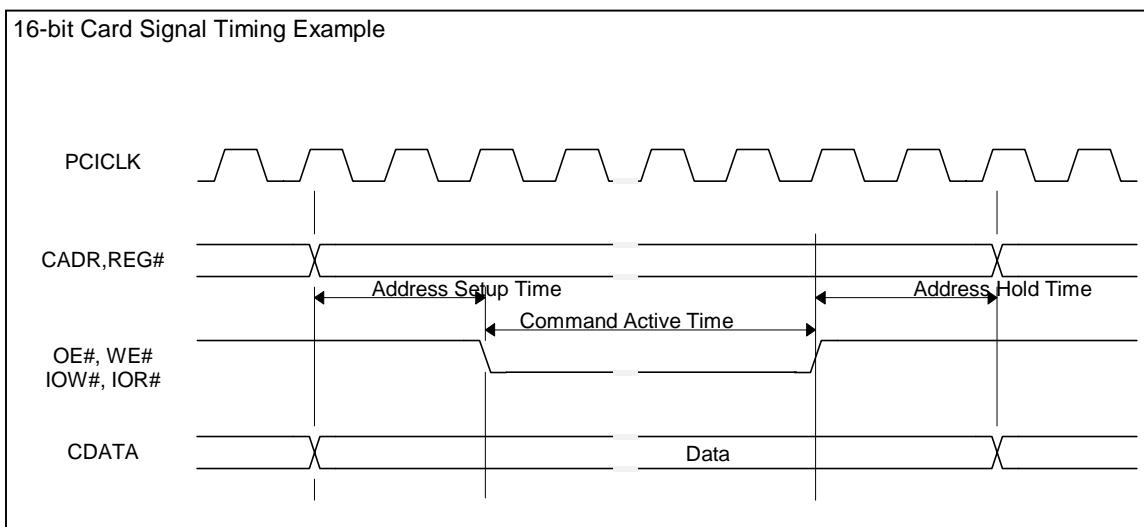 16-bit Card Signal Timing Example
PCICLK
CADR,REG#
Address Setup Time
Address Hold Time
Command Active Time
OE#, WE#
IOW#, IOR#
CDATA
Data